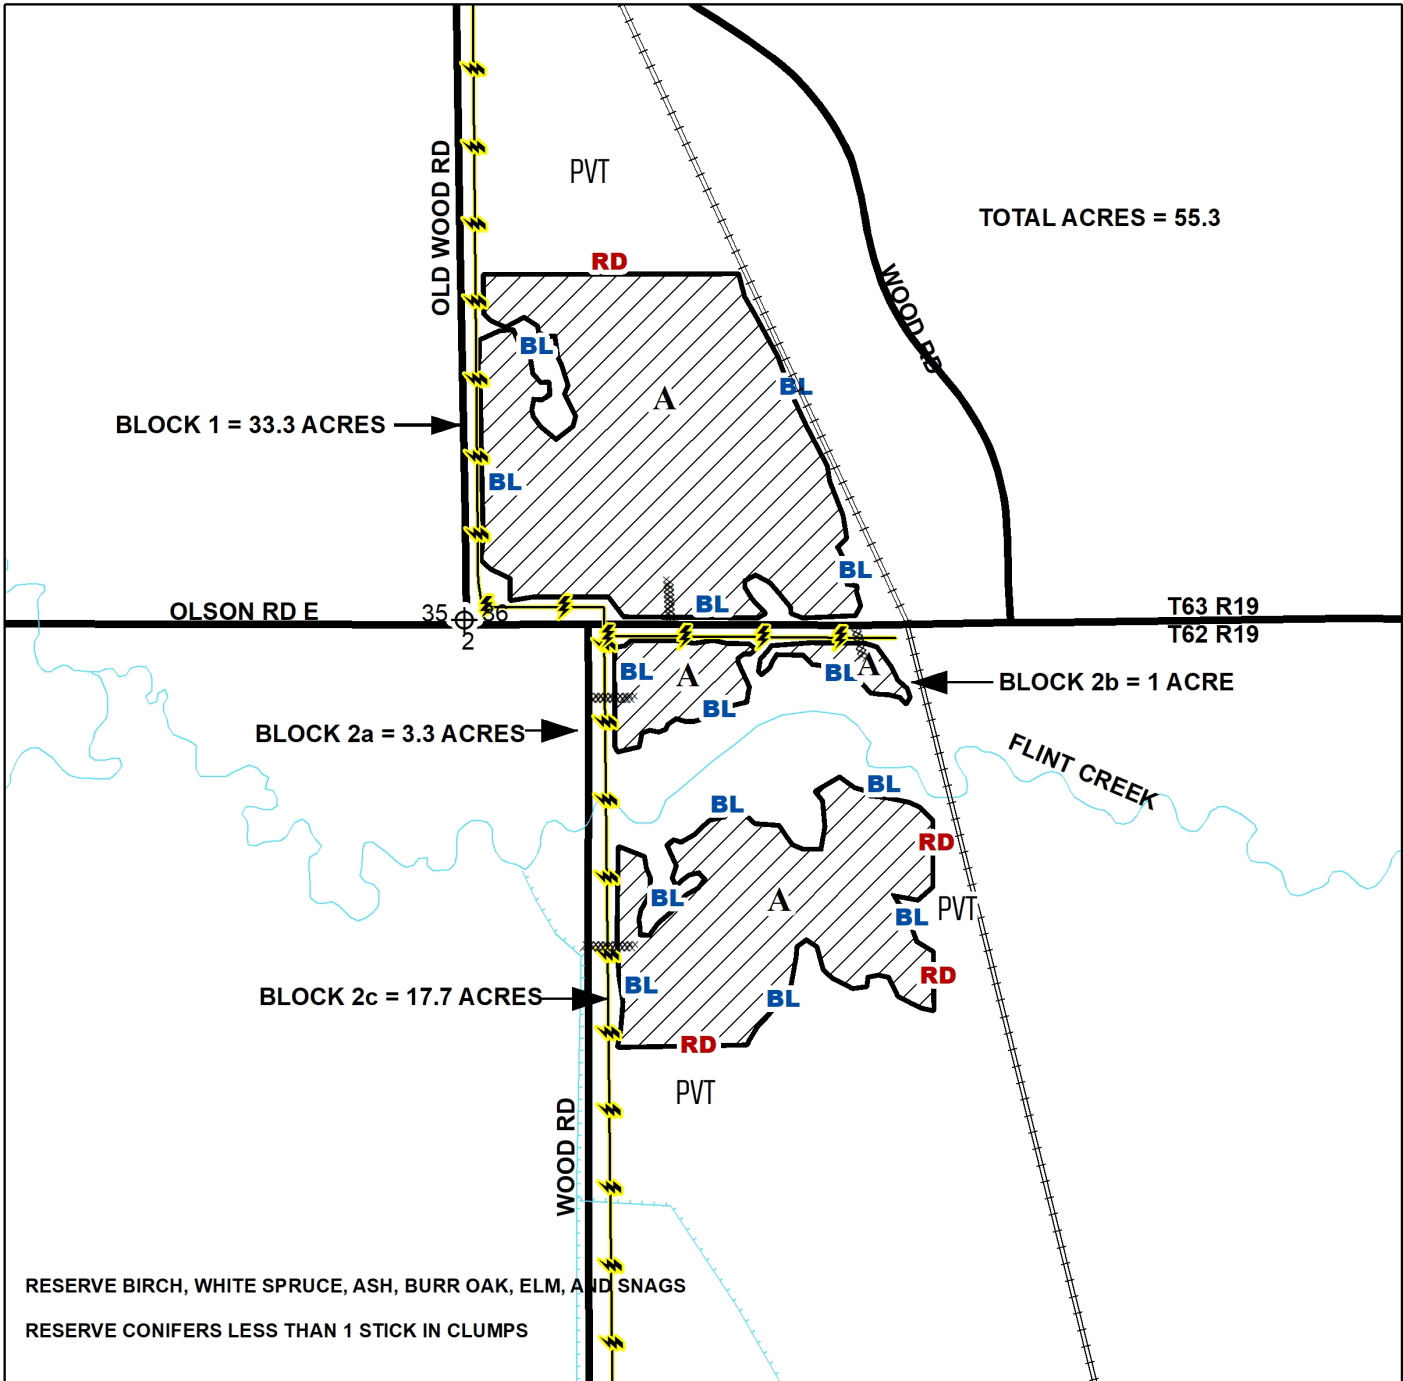 OLD WOOD RD
PVT
TOTAL ACRES = 55.3
RD
WOOD RD
BL
BL
A
BLOCK 1 = 33.3 ACRES
BL
BL
BL
OLSON RD E
35
36
2
T63 R19
T62 R19
BL
A
BL
A
BLOCK 2b = 1 ACRE
BL
BLOCK 2a = 3.3 ACRES
FLINT CREEK
BL
BL
RD
BL
A
BL
PVT
RD
BL
BL
BLOCK 2c = 17.7 ACRES
RD
PVT
WOOD RD
RESERVE BIRCH, WHITE SPRUCE, ASH, BURR OAK, ELM, AND SNAGS
RESERVE CONIFERS LESS THAN 1 STICK IN CLUMPS